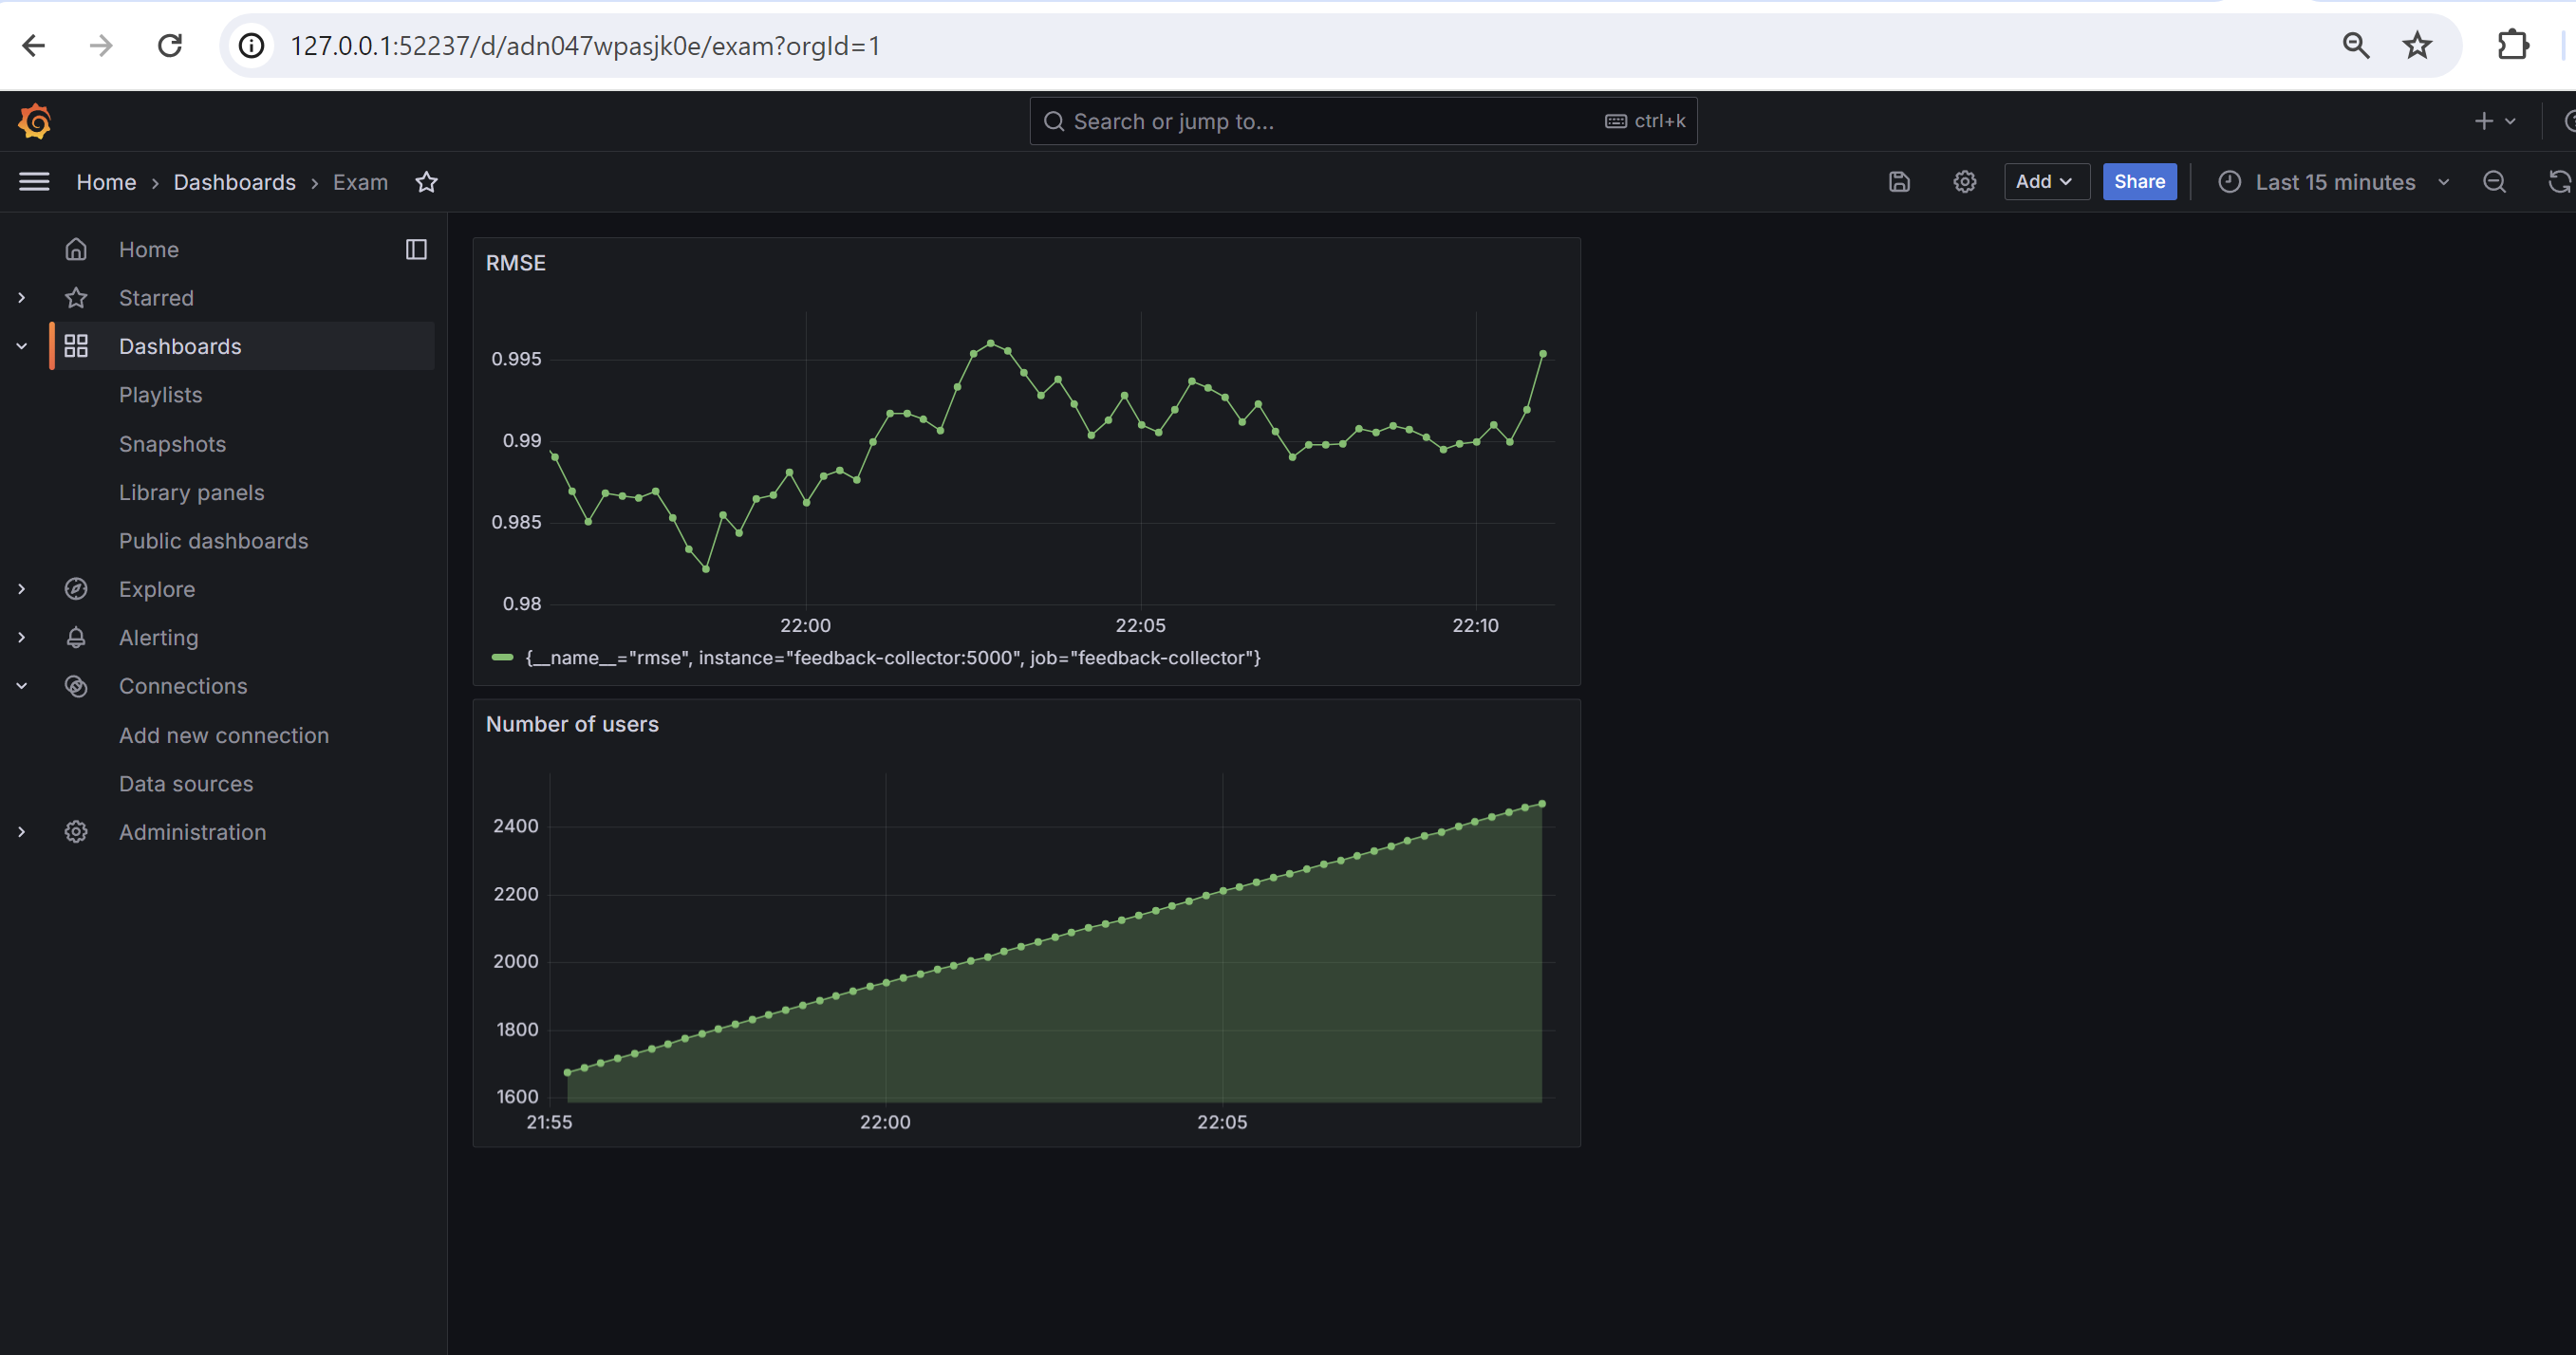 127.0.0.1:52237/d/adn047wpasjk0e/exam?orgId=1
Search or jump to...
ctrl+k
Home › Dashboards › Exam
Add
Share
Last 15 minutes
Home
Starred
Dashboards
Playlists
Snapshots
Library panels
Public dashboards
Explore
Alerting
Connections
Add new connection
Data sources
Administration
RMSE
0.995
0.99
0.985
0.98
22:00
22:05
22:10
{__name__="rmse", instance="feedback-collector:5000", job="feedback-collector"}
Number of users
2400
2200
2000
1800
1600
21:55
22:00
22:05